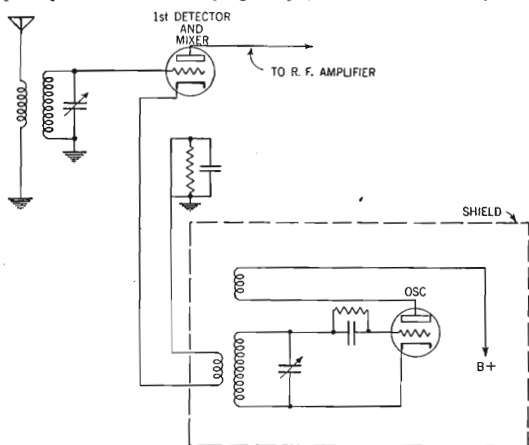 1st DETECTOR
AND
MIXER
TO R. F. AMPLIFIER
SHIELD
OSC
B+